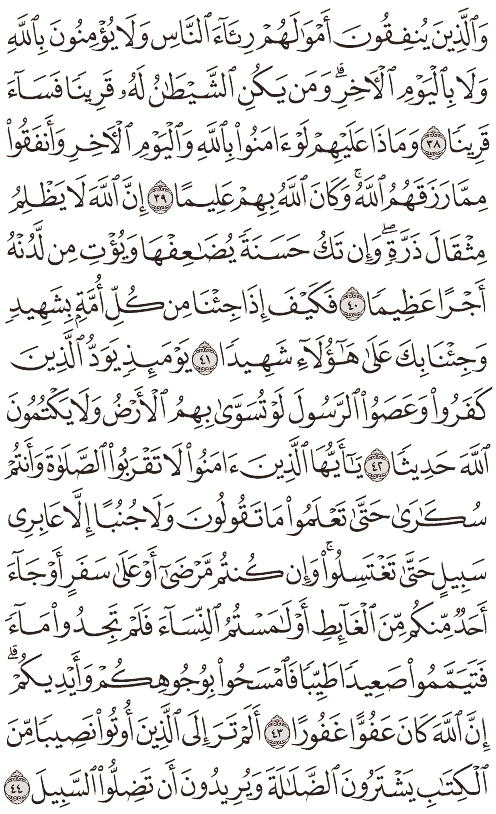 وَٱلَّذِينَ يُنفِقُونَ أَمْوَٰلَهُمْ رِئَآءَ ٱلنَّاسِ وَلَا يُؤْمِنُونَ بِٱللَّهِ
وَلَا بِٱلْيَوْمِ ٱلْـَٔاخِرِۗ وَمَن يَكُنِ ٱلشَّيْطَٰنُ لَهُۥ قَرِينًا فَسَآءَ
قَرِينًا ٣٨ وَمَاذَا عَلَيْهِمْ لَوْ ءَامَنُوا۟ بِٱللَّهِ وَٱلْيَوْمِ ٱلْـَٔاخِرِ وَأَنفَقُوا۟
مِمَّا رَزَقَهُمُ ٱللَّهُۚ وَكَانَ ٱللَّهُ بِهِمْ عَلِيمًا ٣٩ إِنَّ ٱللَّهَ لَا يَظْلِمُ
مِثْقَالَ ذَرَّةٍۖ وَإِن تَكُ حَسَنَةً يُضَٰعِفْهَا وَيُؤْتِ مِن لَّدُنْهُ
أَجْرًا عَظِيمًا ٤٠ فَكَيْفَ إِذَا جِئْنَا مِن كُلِّ أُمَّةٍۭ بِشَهِيدٍ
وَجِئْنَا بِكَ عَلَىٰ هَٰٓؤُلَآءِ شَهِيدًا ٤١ يَوْمَئِذٍ يَوَدُّ ٱلَّذِينَ
كَفَرُوا۟ وَعَصَوُا۟ ٱلرَّسُولَ لَوْ تُسَوَّىٰ بِهِمُ ٱلْأَرْضُ وَلَا يَكْتُمُونَ
ٱللَّهَ حَدِيثًا ٤٢ يَٰٓأَيُّهَا ٱلَّذِينَ ءَامَنُوا۟ لَا تَقْرَبُوا۟ ٱلصَّلَوٰةَ وَأَنتُمْ
سُكَٰرَىٰ حَتَّىٰ تَعْلَمُوا۟ مَا تَقُولُونَ وَلَا جُنُبًا إِلَّا عَابِرِى
سَبِيلٍ حَتَّىٰ تَغْتَسِلُوا۟ۚ وَإِن كُنتُم مَّرْضَىٰٓ أَوْ عَلَىٰ سَفَرٍ أَوْ جَآءَ
أَحَدٌ مِّنكُم مِّنَ ٱلْغَآئِطِ أَوْ لَٰمَسْتُمُ ٱلنِّسَآءَ فَلَمْ تَجِدُوا۟ مَآءً
فَتَيَمَّمُوا۟ صَعِيدًا طَيِّبًا فَٱمْسَحُوا۟ بِوُجُوهِكُمْ وَأَيْدِيكُمْۗ
إِنَّ ٱللَّهَ كَانَ عَفُوًّا غَفُورًا ٤٣ أَلَمْ تَرَ إِلَى ٱلَّذِينَ أُوتُوا۟ نَصِيبًا مِّنَ
ٱلْكِتَٰبِ يَشْتَرُونَ ٱلضَّلَٰلَةَ وَيُرِيدُونَ أَن تَضِلُّوا۟ ٱلسَّبِيلَ ٤٤